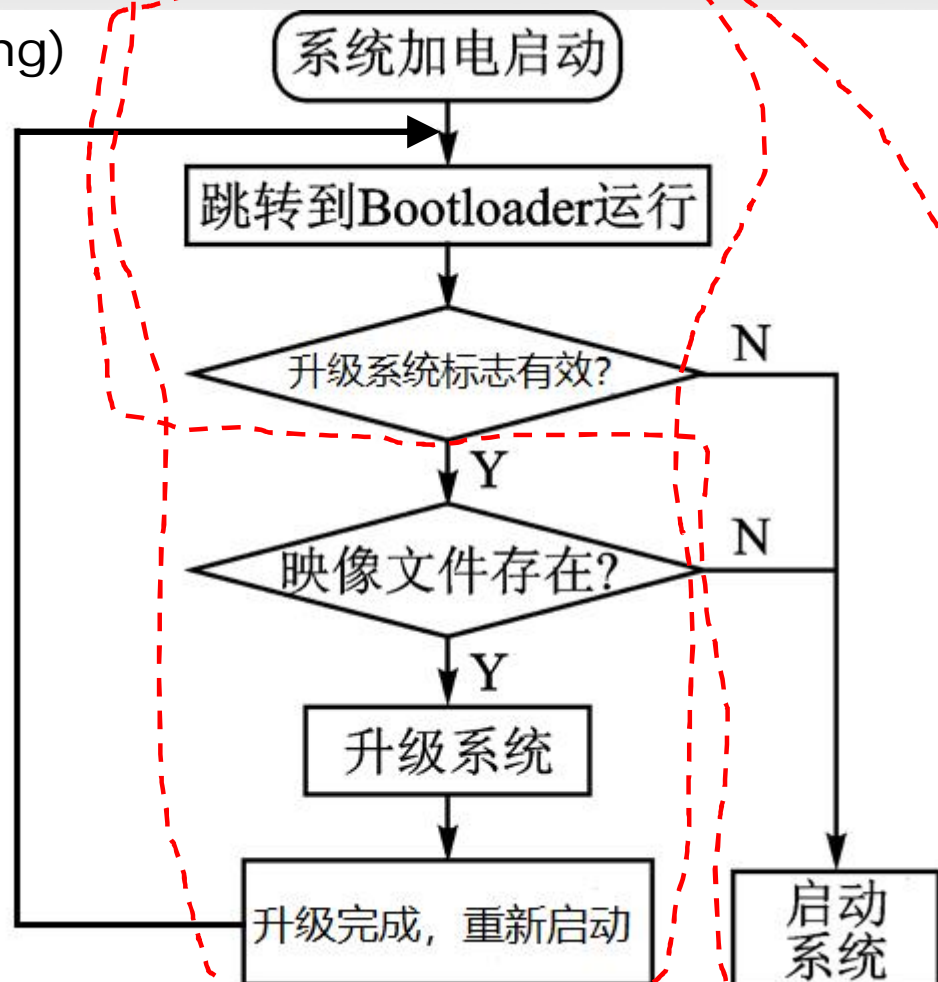 ng)
系统加电启动
跳转到Bootloader运行
升级系统标志有效?
N
Y
映像文件存在?
N
Y
升级系统
升级完成，重新启动
启动
系统